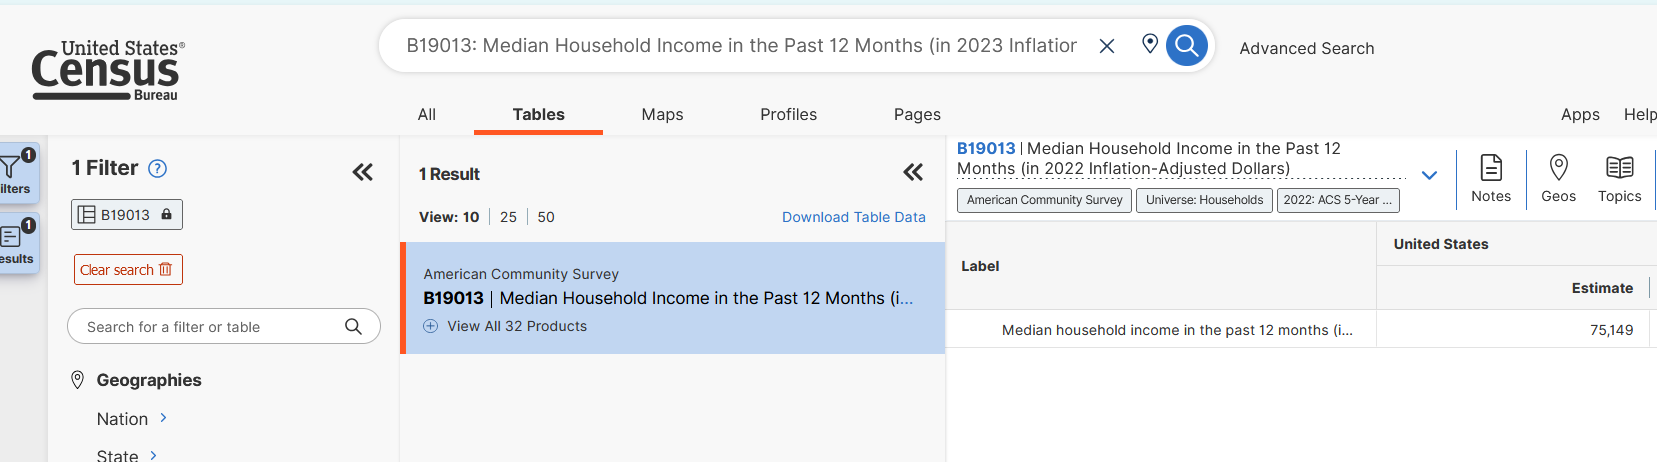 United States®
Census
Bureau
B19013: Median Household Income in the Past 12 Months (in 2023 Inflation
Advanced Search
All
Tables
Maps
Profiles
Pages
Apps
Help
1
ilters
1
esults
1 Filter
?
B19013
Clear search
Search for a filter or table
Geographies
Nation
State
1 Result
View: 10 | 25 | 50
Download Table Data
American Community Survey
B19013 | Median Household Income in the Past 12 Months (i...
View All 32 Products
B19013 | Median Household Income in the Past 12
Months (in 2022 Inflation-Adjusted Dollars)
American Community Survey
Universe: Households
2022: ACS 5-Year ...
Notes
Geos
Topics
Label
United States
Estimate
Median household income in the past 12 months (i...
75,149